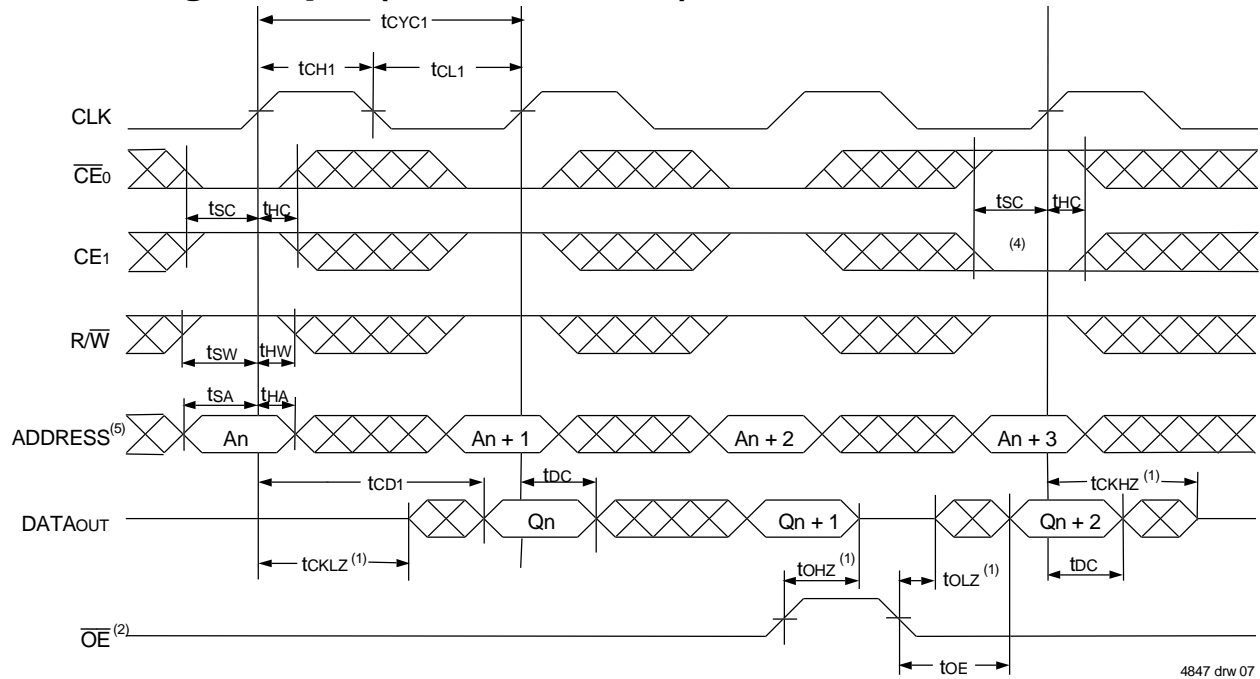 tCYC1
tCH1 tCL1
CLK
CE0
tSC tHC tSC tHC
CE1 (4)
R/W
tSW tHW
tSA tHA
ADDRESS(5) An An + 1 An + 2 An + 3
tCD1 tDC tCKHZ (1)
DATAOUT Qn Qn + 1 Qn + 2
tCKLZ (1) tOHZ (1) tOLZ (1) tDC
OE (2)
tOE
4847 drw 07